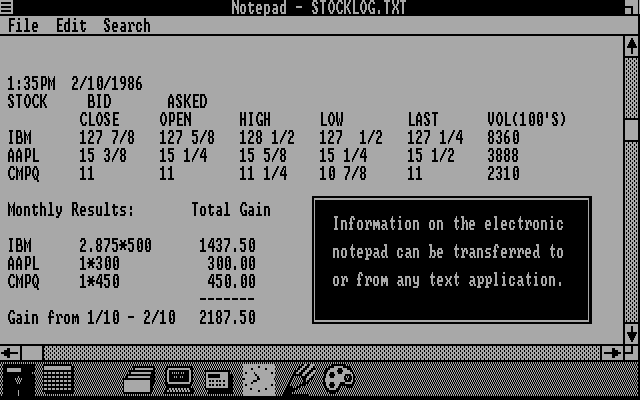 Notepad - STOCKLOG.TXT
File Edit Search
1:35PM 2/10/1986
STOCK BID ASKED
CLOSE OPEN HIGH LOW LAST VOL(100'S)
IBM 127 7/8 127 5/8 128 1/2 127 1/2 127 1/4 8360
AAPL 15 3/8 15 1/4 15 5/8 15 1/4 15 1/2 3888
CMPQ 11 11 11 1/4 10 7/8 11 2310
Monthly Results: Total Gain
IBM 2.875*500 1437.50
AAPL 1*300 300.00
CMPQ 1*450 450.00
-------
Gain from 1/10 - 2/10 2187.50
Information on the electronic
notepad can be transferred to
or from any text application.